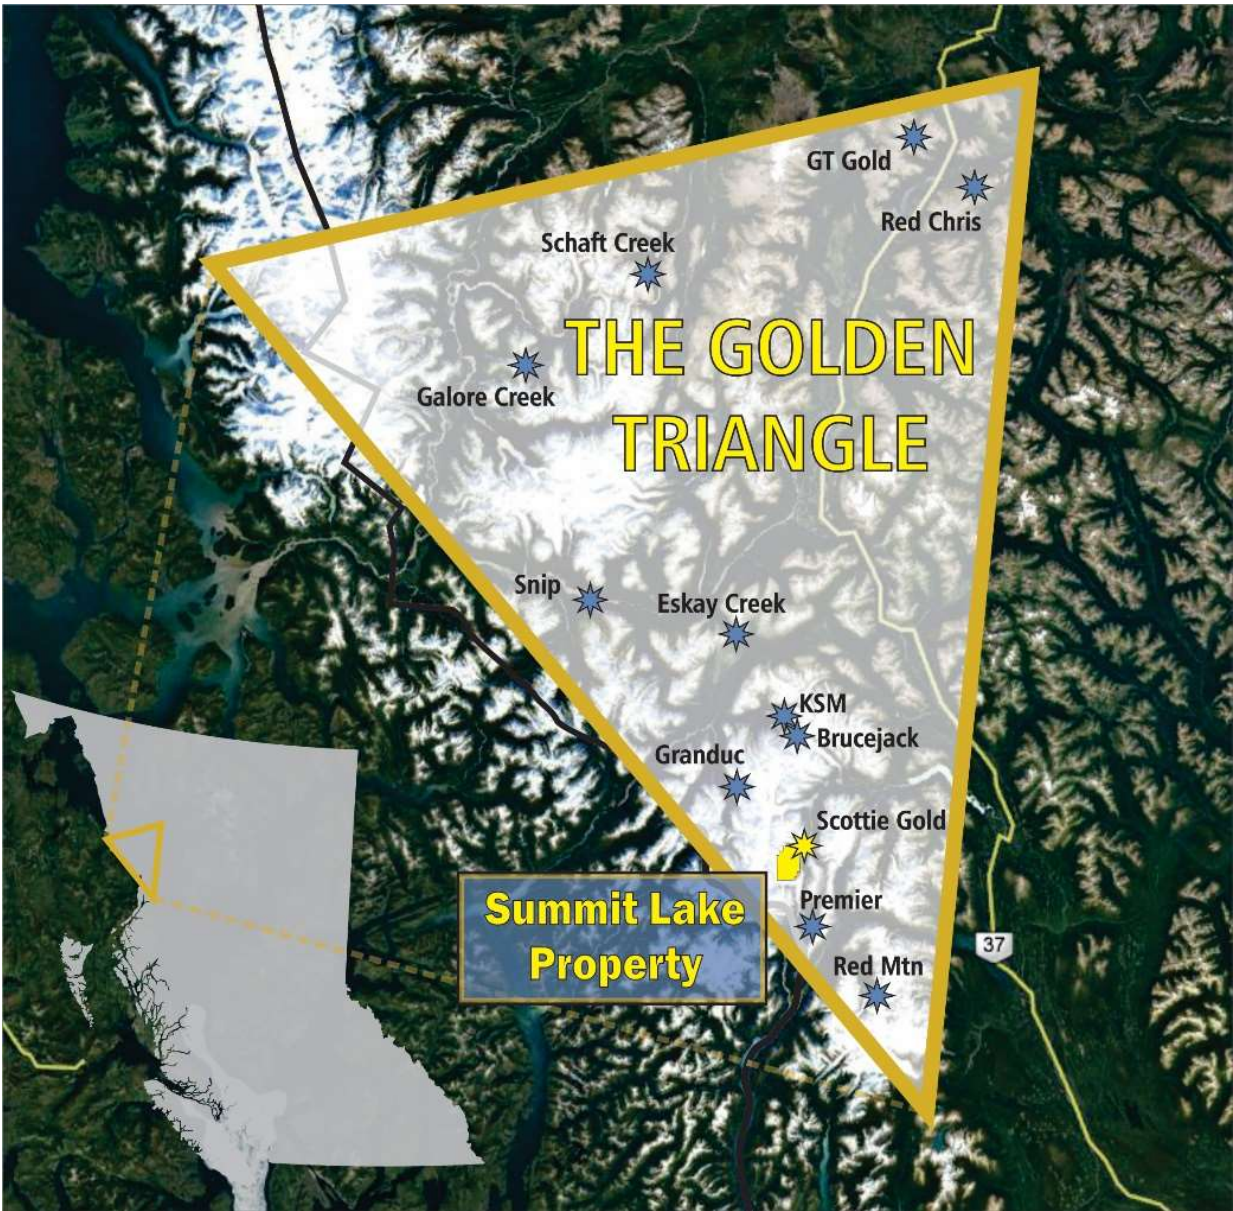 GT Gold
Red Chris
Schaft Creek
THE GOLDEN
TRIANGLE
Galore Creek
Snip
Eskay Creek
KSM
Brucejack
Granduc
Scottie Gold
Summit Lake
Property
Premier
37
Red Mtn